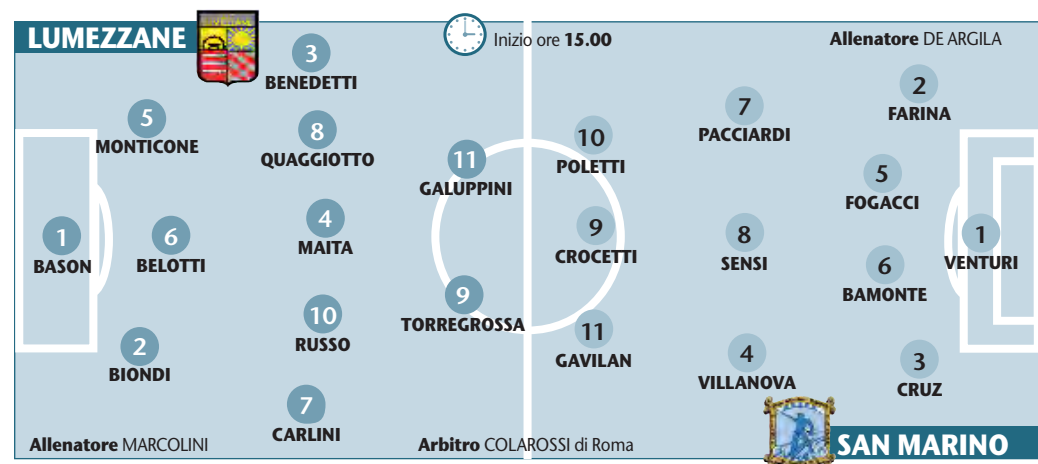 LUMEZZANE
Inizio ore 15.00
Allenatore DE ARGILA
3
BENEDETTI
5
MONTICONE
8
QUAGGIOTTO
11
GALUPPINI
1
BASON
6
BELOTTI
4
MAITA
9
TORREGROSSA
10
RUSSO
2
BIONDI
7
CARLINI
Allenatore MARCOLINI
Arbitro COLAROSSI di Roma
10
POLETTI
9
CROCETTI
11
GAVILAN
7
PACCIARDI
8
SENSI
4
VILLANOVA
2
FARINA
5
FOGACCI
6
BAMONTE
3
CRUZ
1
VENTURI
SAN MARINO